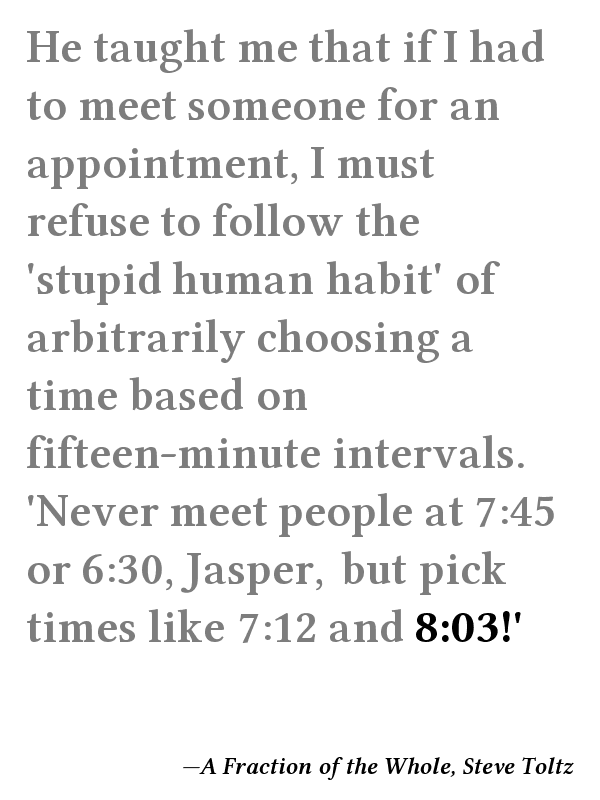 He taught me that if I had
to meet someone for an
appointment, I must
refuse to follow the
'stupid human habit' of
arbitrarily choosing a
time based on
fifteen-minute intervals.
'Never meet people at 7:45
or 6:30, Jasper, but pick
times like 7:12 and 8:03!'
—A Fraction of the Whole, Steve Toltz